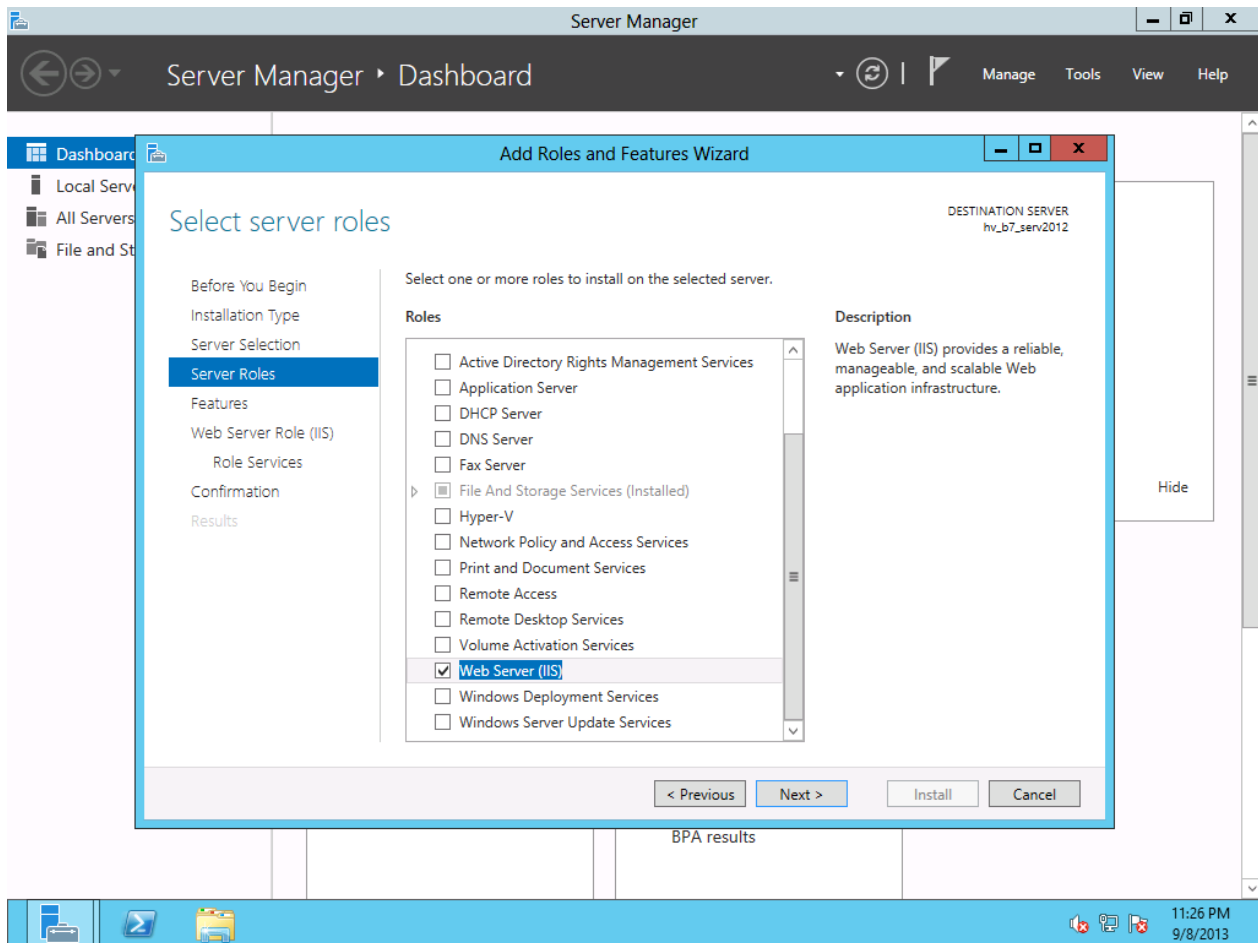 Server Manager
Server Manager ‣ Dashboard
Manage Tools View Help
Dashboard
Local Serv
All Servers
File and St
Add Roles and Features Wizard
Select server roles
DESTINATION SERVER
hv_b7_serv2012
Before You Begin
Installation Type
Server Selection
Server Roles
Features
Web Server Role (IIS)
Role Services
Confirmation
Results
Select one or more roles to install on the selected server.
Roles
Active Directory Rights Management Services
Application Server
DHCP Server
DNS Server
Fax Server
File And Storage Services (Installed)
Hyper-V
Network Policy and Access Services
Print and Document Services
Remote Access
Remote Desktop Services
Volume Activation Services
Web Server (IIS)
Windows Deployment Services
Windows Server Update Services
Description
Web Server (IIS) provides a reliable,
manageable, and scalable Web
application infrastructure.
Hide
< Previous Next > Install Cancel
BPA results
11:26 PM
9/8/2013